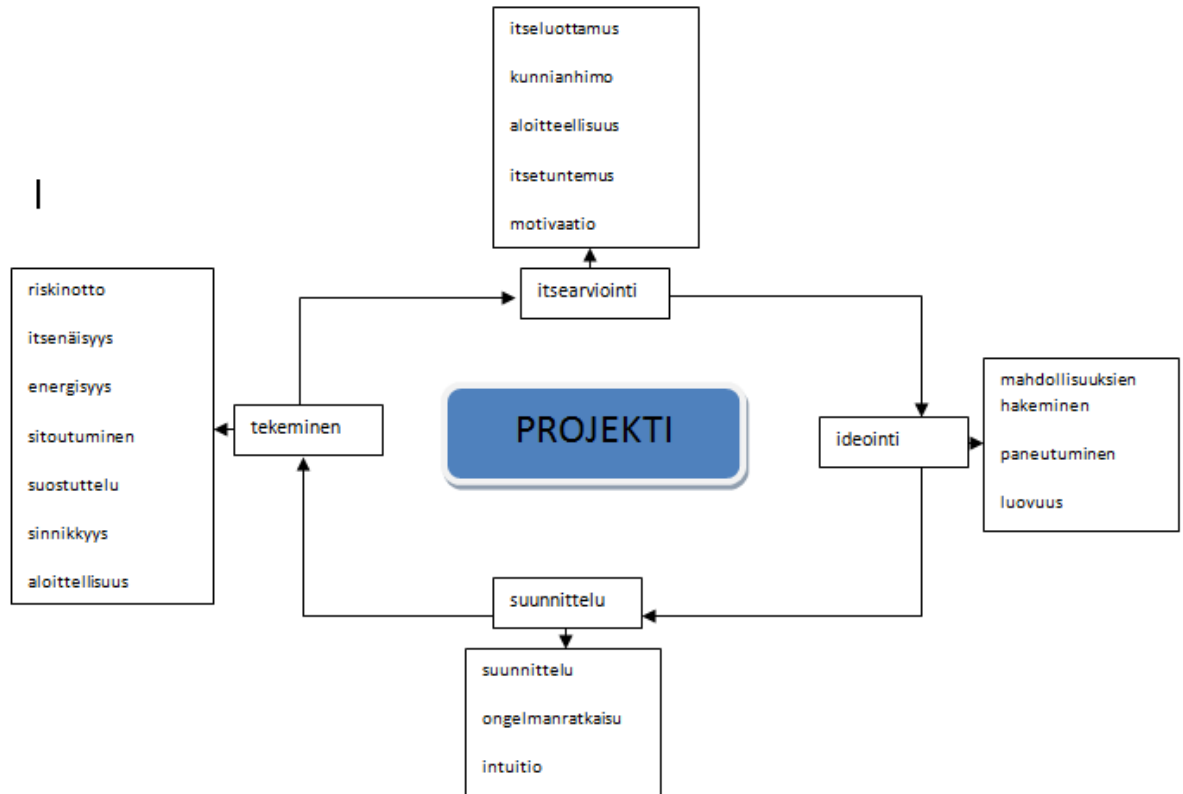 itseluottamus
kunnianhimo
aloitteellisuus
itsetuntemus
motivaatio
itsearviointi
riskinotto
itsenäisyys
energisyys
sitoutuminen
suostuttelu
sinnikkyys
aloittellisuus
tekeminen
PROJEKTI
ideointi
mahdollisuuksien
hakeminen
paneutuminen
luovuus
suunnittelu
suunnittelu
ongelmanratkaisu
intuitio